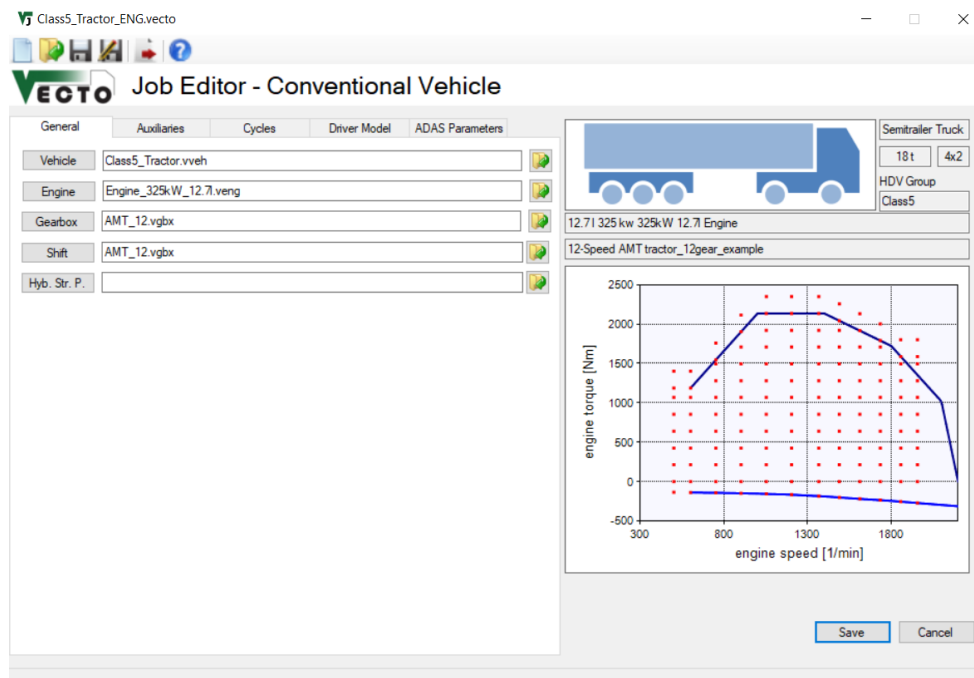 Class5_Tractor_ENG.vecto
VECTO
Job Editor - Conventional Vehicle
General Auxiliaries Cycles Driver Model ADAS Parameters
Vehicle Class5_Tractor.vveh
Engine Engine_325kW_12.7l.veng
Gearbox AMT_12.vgbx
Shift AMT_12.vgbx
Hyb. Str. P.
Semitrailer Truck
18 t 4x2
HDV Group
Class5
12.7 l 325 kw 325kW 12.7l Engine
12-Speed AMT tractor_12gear_example
2500
2000
1500
1000
500
0
-500
engine torque [Nm]
300 800 1300 1800
engine speed [1/min]
Save Cancel